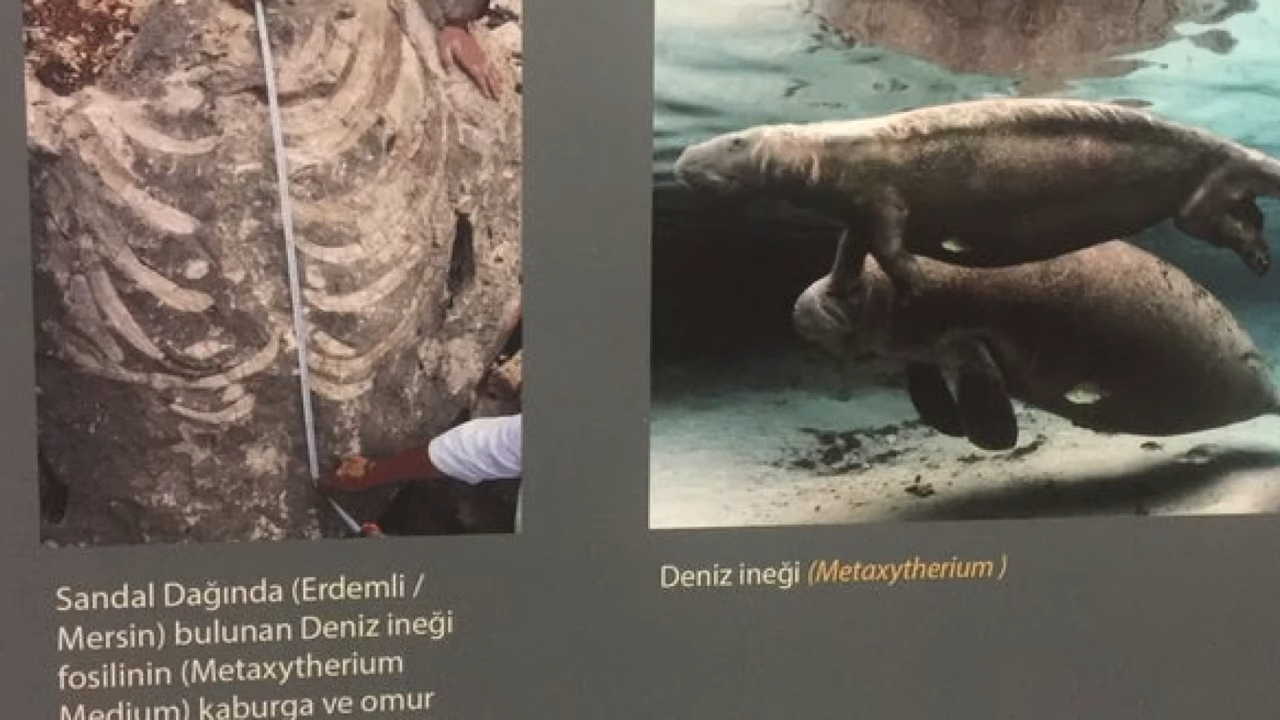 Sandal Dağında (Erdemli /
Mersin) bulunan Deniz ineği
fosilinin (Metaxytherium
Medium) kaburga ve omur
Deniz ineği (Metaxytherium )